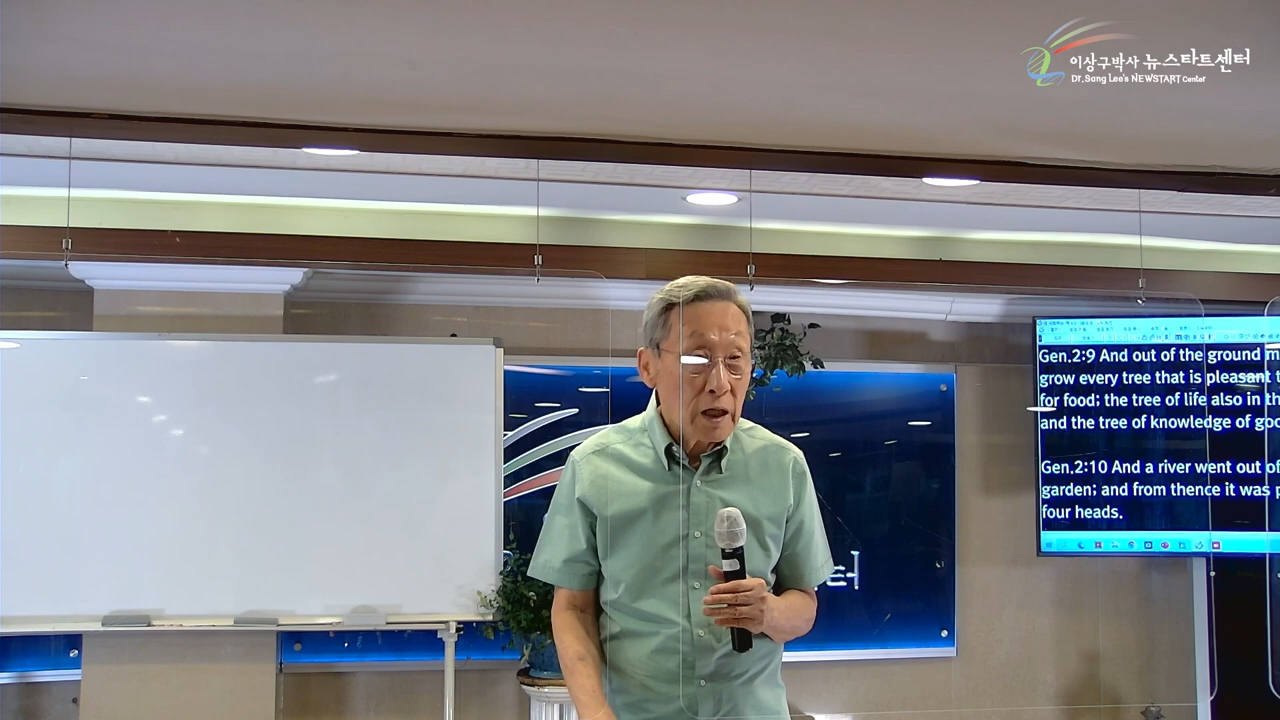 이상구박사 뉴스타트센터
Dr. Sang Lee's NEWSTART Center
Gen.2:9 And out of the ground
grow every tree that is pleasant
for food; the tree of life also in
and the tree of knowledge of
Gen.2:10 And a river went out of
garden; and from thence it was
four heads.
터